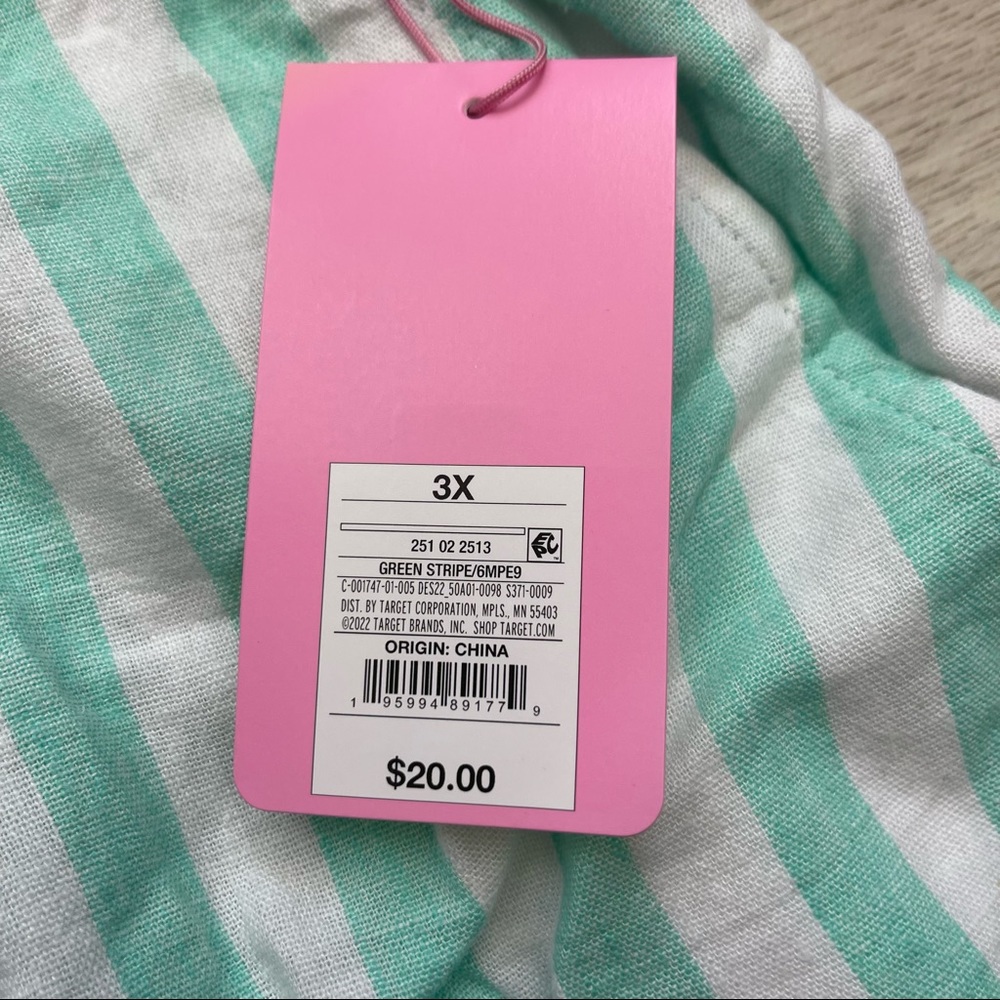 3X
251 02 2513
GREEN STRIPE/6MPE9
C-001747-01-005 DES22_50A01-0098 S371-0009
DIST. BY TARGET CORPORATION, MPLS., MN 55403
©2022 TARGET BRANDS, INC. SHOP TARGET.COM
ORIGIN: CHINA
1 95994 89177 9
$20.00